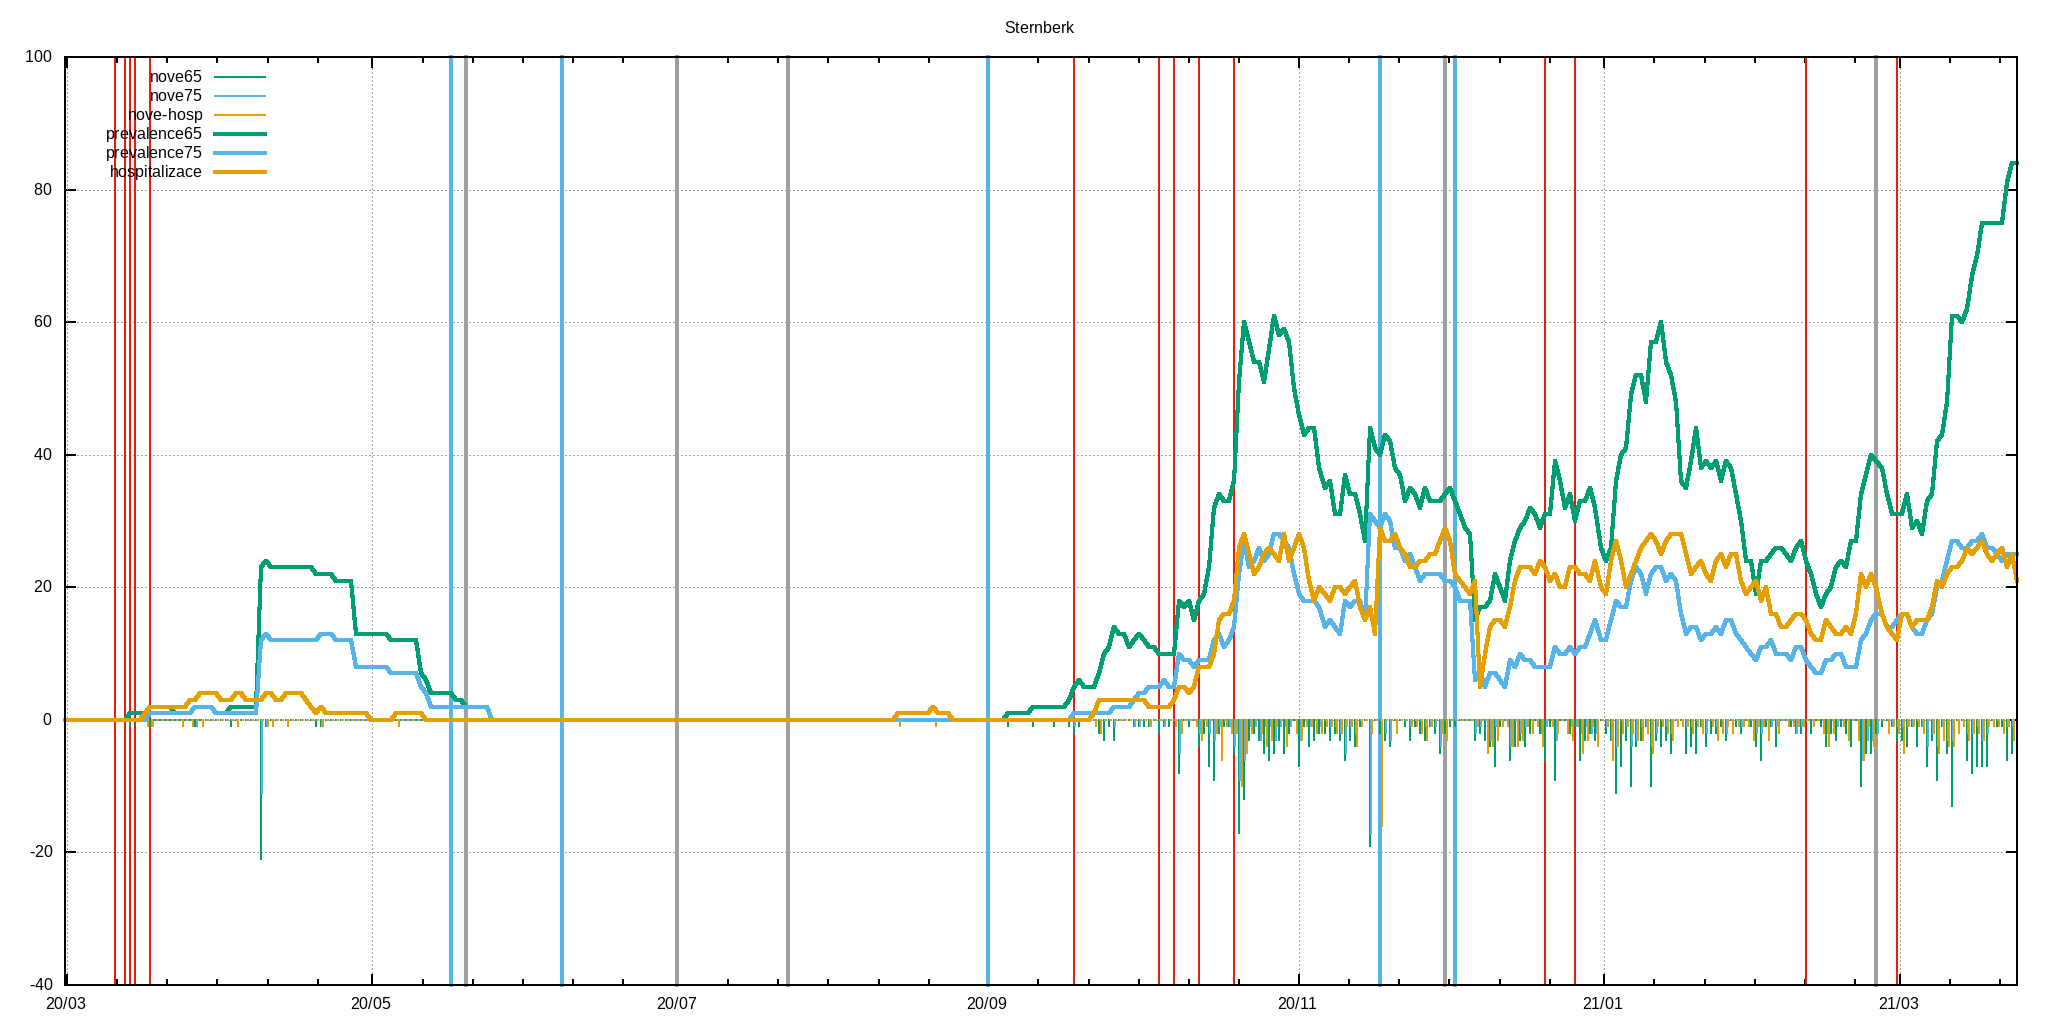 Sternberk
100
nove65
nove75
nove-hosp
prevalence65
prevalence75
hospitalizace
80
60
40
20
0
-20
-40
20/03 20/05 20/07 20/09 20/11 21/01 21/03